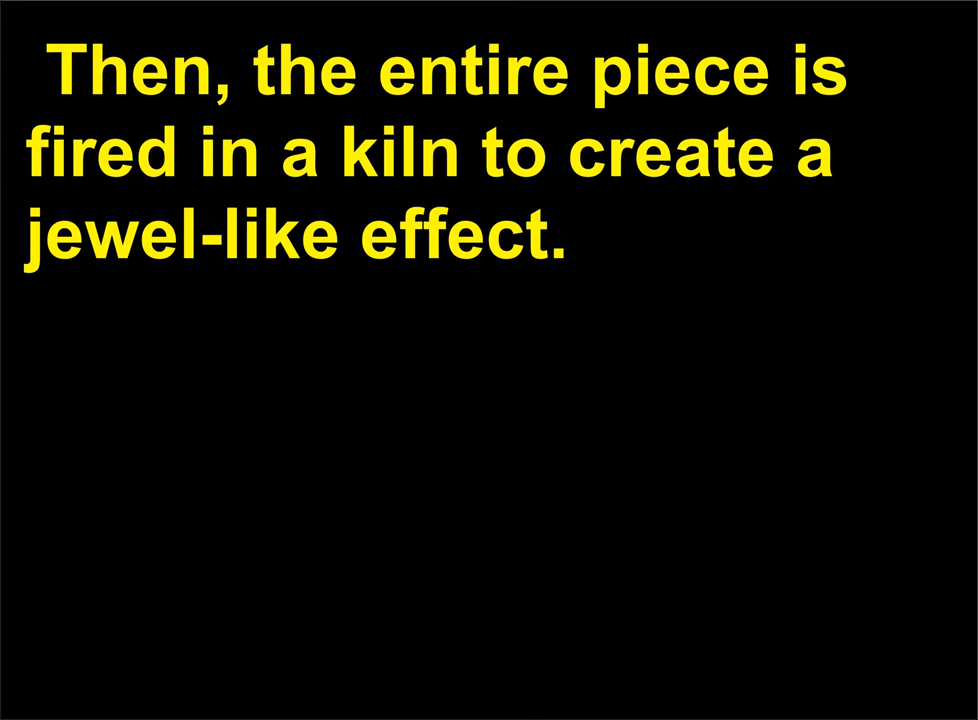 Then, the entire piece is
fired in a kiln to create a
jewel-like effect.